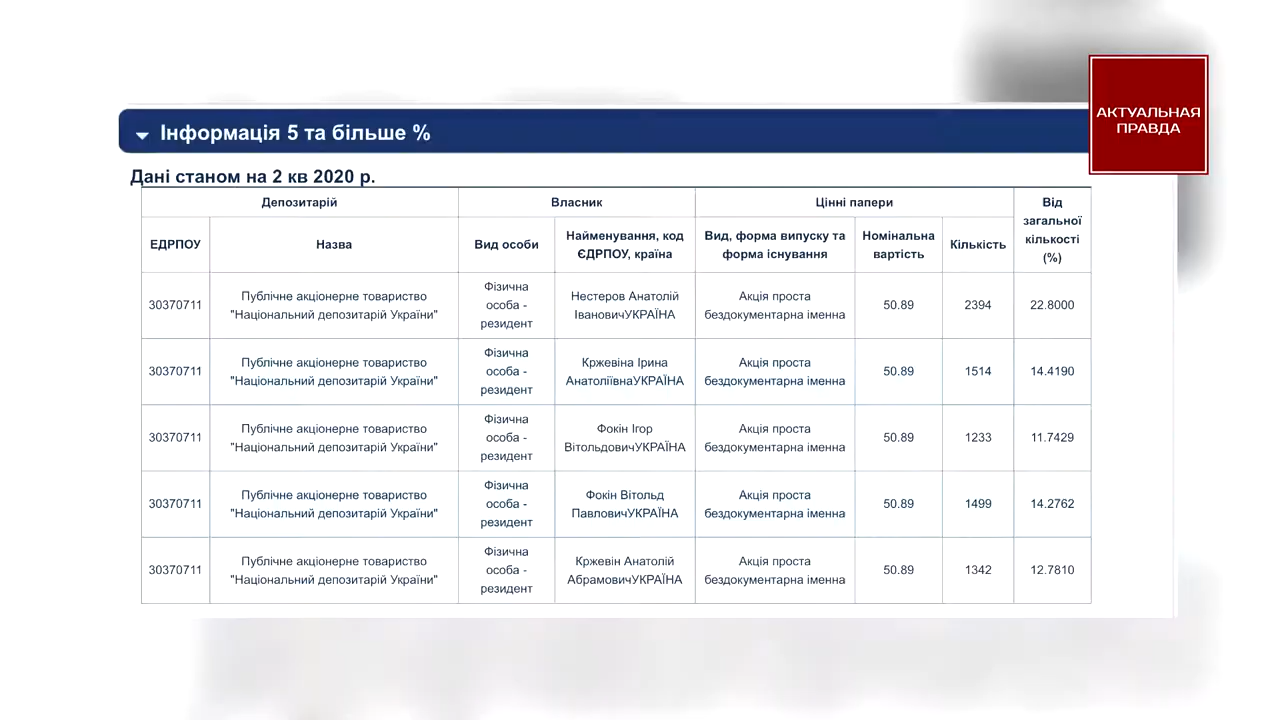 АКТУАЛЬНАЯ
ПРАВДА
Інформація 5 та більше %
Дані станом на 2 кв 2020 р.
Депозитарій
Власник
Цінні папери
Від
загальної
кількості
(%)
ЕДРПОУ
Назва
Вид особи
Найменування, код
ЄДРПОУ, країна
Вид, форма випуску та
форма існування
Номінальна
вартість
Кількість
30370711
Публічне акціонерне товариство
"Національний депозитарій України"
Фізична
особа -
резидент
Нестеров Анатолій
ІвановичУКРАЇНА
Акція проста
бездокументарна іменна
50.89
2394
22.8000
30370711
Публічне акціонерне товариство
"Національний депозитарій України"
Фізична
особа -
резидент
Кржевіна Ірина
АнатоліївнаУКРАЇНА
Акція проста
бездокументарна іменна
50.89
1514
14.4190
30370711
Публічне акціонерне товариство
"Національний депозитарій України"
Фізична
особа -
резидент
Фокін Ігор
ВітольдовичУКРАЇНА
Акція проста
бездокументарна іменна
50.89
1233
11.7429
30370711
Публічне акціонерне товариство
"Національний депозитарій України"
Фізична
особа -
резидент
Фокін Вітольд
ПавловичУКРАЇНА
Акція проста
бездокументарна іменна
50.89
1499
14.2762
30370711
Публічне акціонерне товариство
"Національний депозитарій України"
Фізична
особа -
резидент
Кржевін Анатолій
АбрамовичУКРАЇНА
Акція проста
бездокументарна іменна
50.89
1342
12.7810